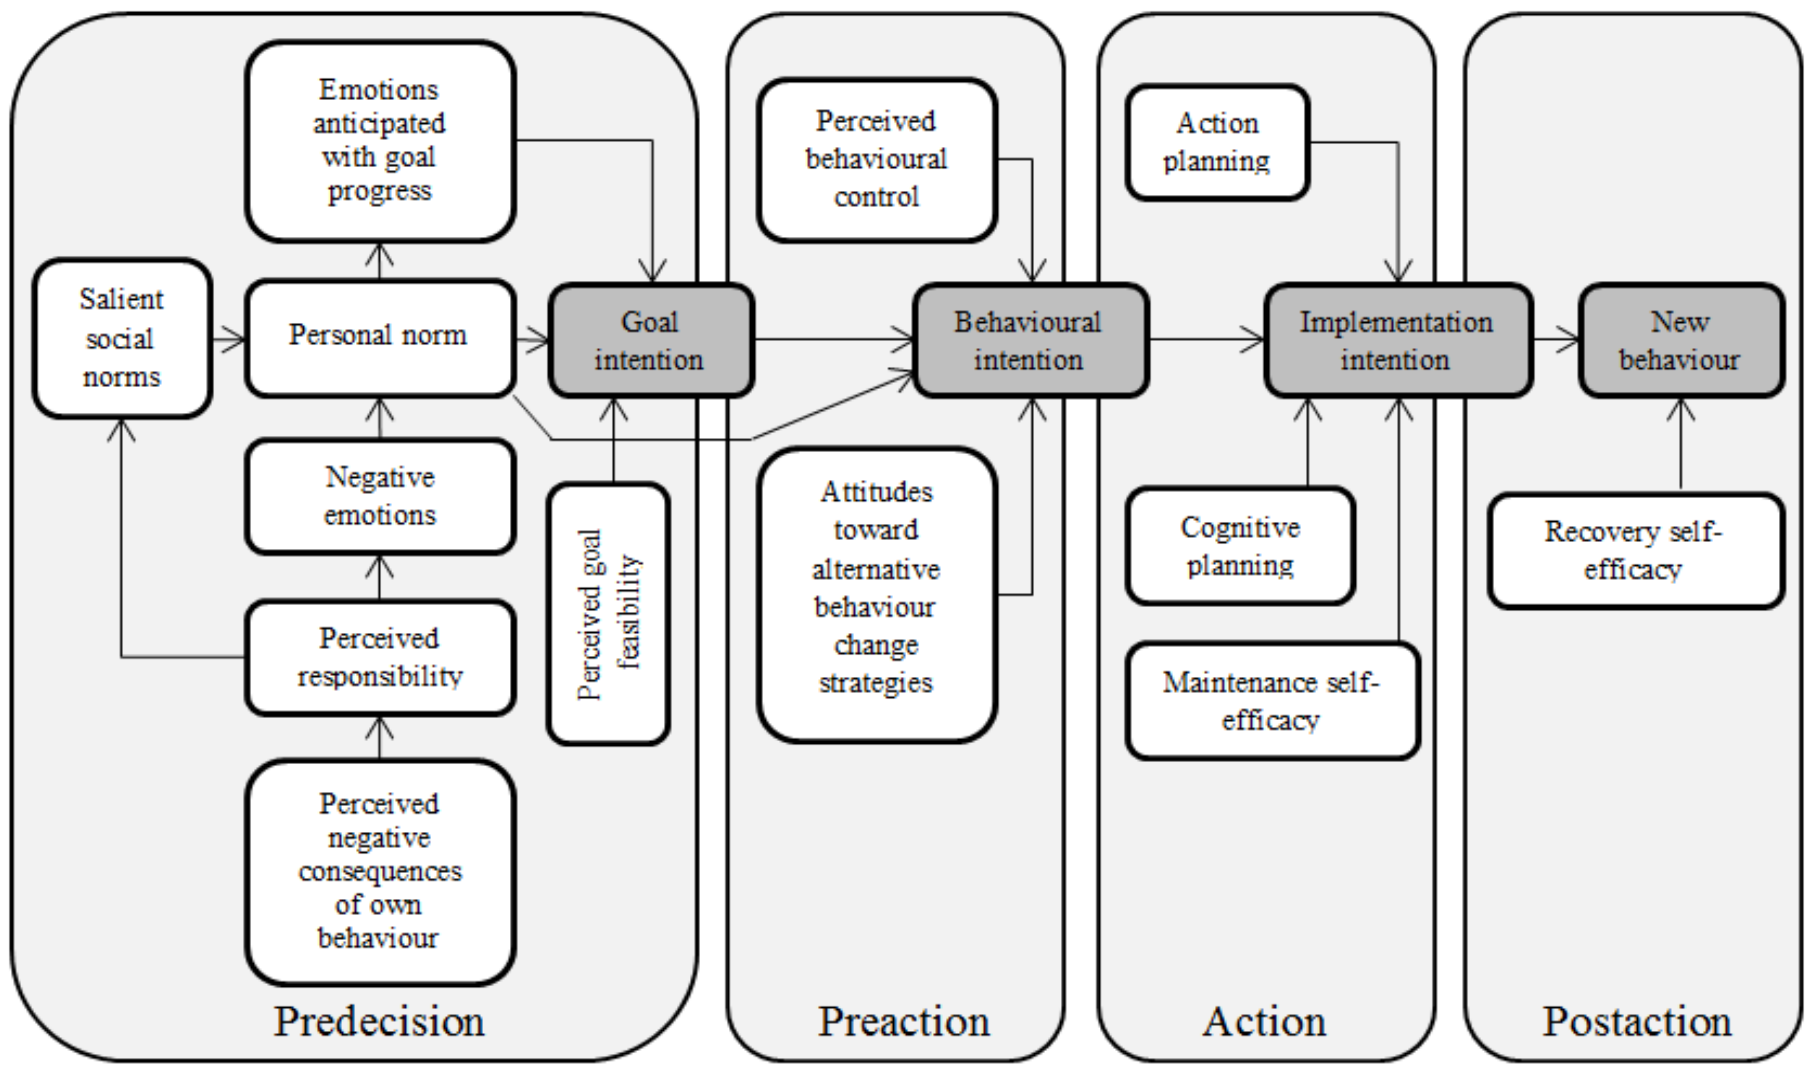 Emotions
anticipated
with goal
progress
Salient
social
norms
Personal norm
Goal
intention
Negative
emotions
Perceived
responsibility
Perceived goal
feasibility
Perceived
negative
consequences
of own
behaviour
Predecision
Perceived
behavioural
control
Behavioural
intention
Attitudes
toward
alternative
behaviour
change
strategies
Preaction
Action
planning
Implementation
intention
Cognitive
planning
Maintenance self-
efficacy
Action
New
behaviour
Recovery self-
efficacy
Postaction